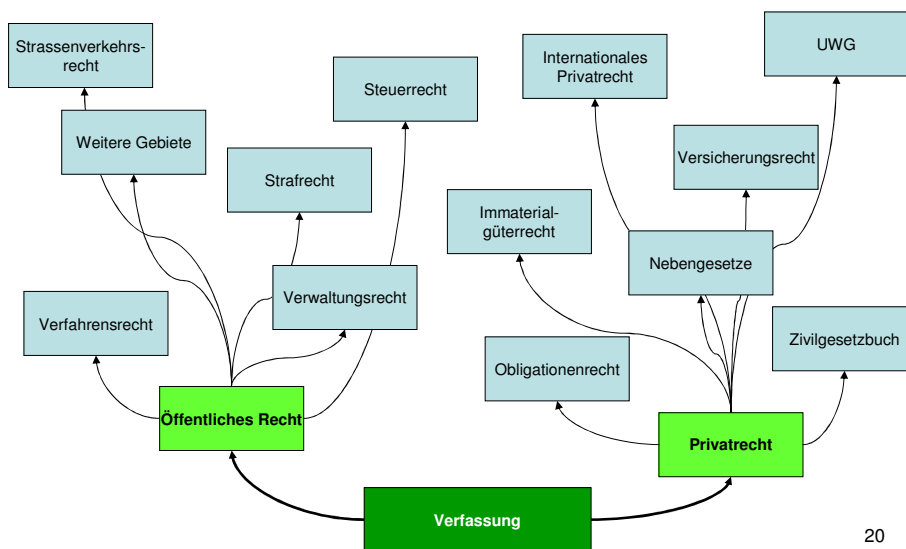 Strassenverkehrs-
recht
Internationales
Privatrecht
UWG
Steuerrecht
Weitere Gebiete
Versicherungsrecht
Strafrecht
Immaterial-
güterrecht
Nebengesetze
Verwaltungsrecht
Verfahrensrecht
Zivilgesetzbuch
Obligationenrecht
Öffentliches Recht
Privatrecht
Verfassung
20